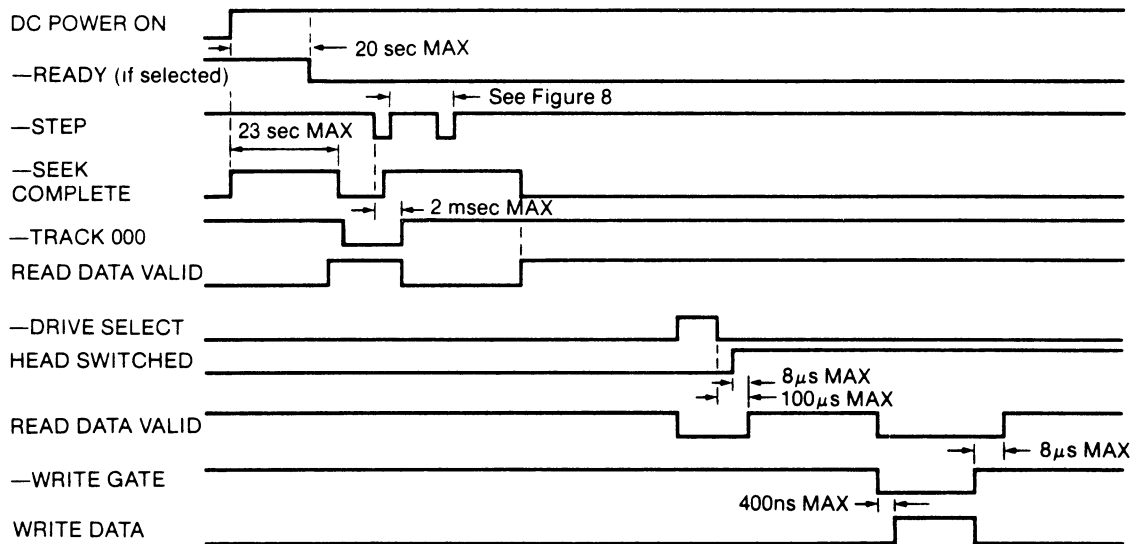 DC POWER ON
20 sec MAX
—READY (if selected)
See Figure 8
—STEP
23 sec MAX
—SEEK
COMPLETE
2 msec MAX
—TRACK 000
READ DATA VALID
—DRIVE SELECT
HEAD SWITCHED
8μs MAX
100μs MAX
READ DATA VALID
8μs MAX
—WRITE GATE
400ns MAX
WRITE DATA